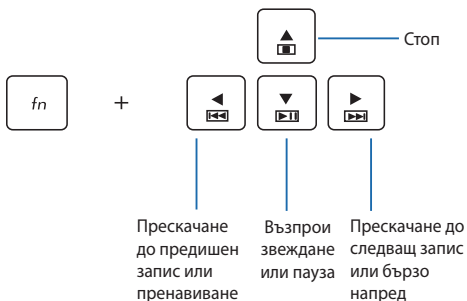 Стоп
fn
+
Прескачане
до предишен
запис или
пренавиване
Възпрои
звеждане
или пауза
Прескачане до
следващ запис
или бързо
напред